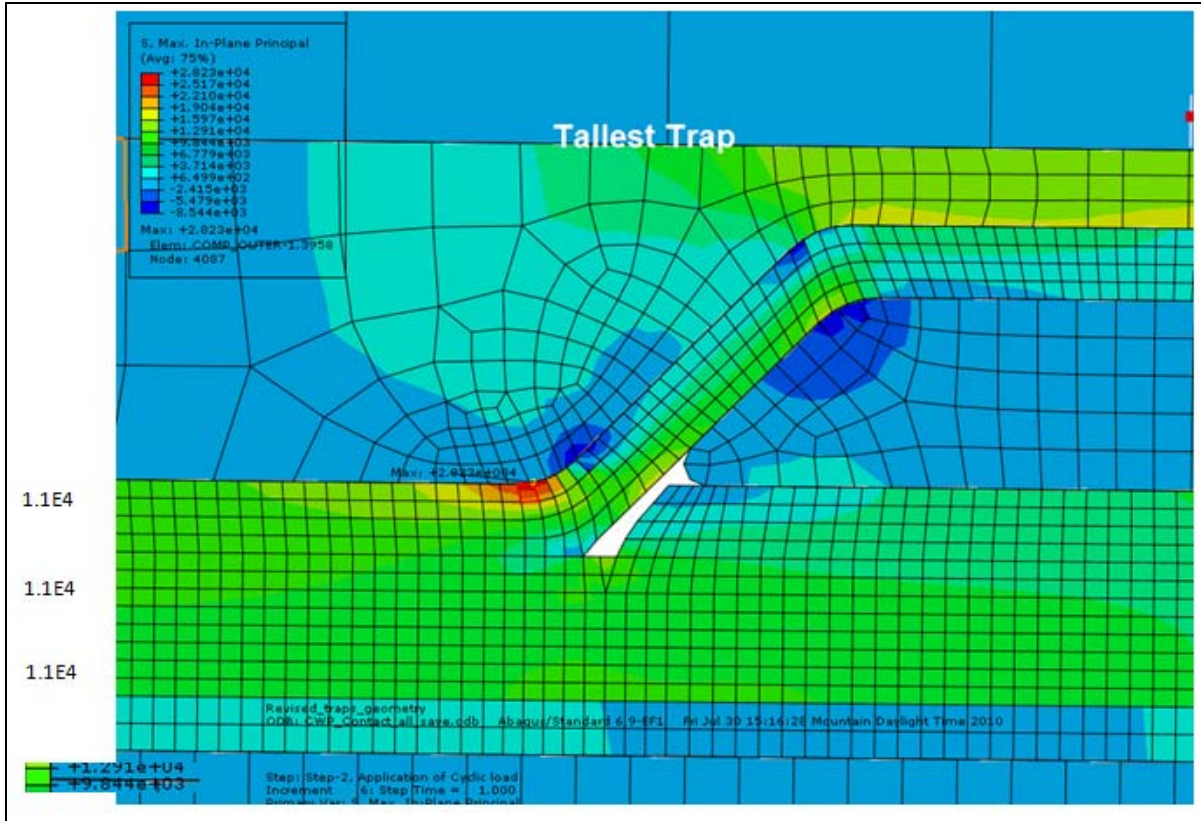 S, Max. In-Plane Principal
(Avg: 75%)
+2.823e+04
+2.517e+04
+2.210e+04
+1.904e+04
+1.597e+04
+1.291e+04
+9.844e+03
+6.779e+03
+3.714e+03
+6.499e+02
-2.415e+03
-5.479e+03
-8.544e+03
Max: +2.823e+04
Elem: COMP_OUTER-1.3958
Node: 4087
Tallest Trap
Max: +2.823e+004
1.1E4
1.1E4
1.1E4
Revised_traps_geometry
ODB: CWP_Contact_all_save.odb Abaqus/Standard 6.9-EF1 Fri Jul 30 15:16:28 Mountain Daylight Time 2010
+1.291e+04
+9.844e+03
Step: Step-2, Application of Cyclic load
Increment 6: Step Time = 1.000
Primary Var: S, Max. In-Plane Principal